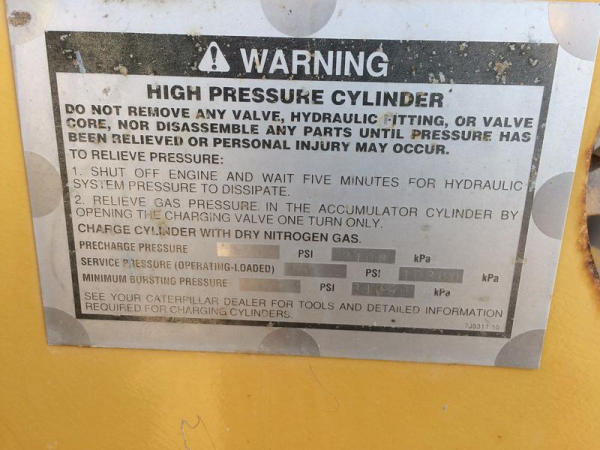 WARNING
HIGH PRESSURE CYLINDER
DO NOT REMOVE ANY VALVE, HYDRAULIC FITTING, OR VALVE
CORE, NOR DISASSEMBLE ANY PARTS UNTIL PRESSURE HAS
BEEN RELIEVED OR PERSONAL INJURY MAY OCCUR.
TO RELIEVE PRESSURE:
1. SHUT OFF ENGINE AND WAIT FIVE MINUTES FOR HYDRAULIC
SYSTEM PRESSURE TO DISSIPATE.
2. RELIEVE GAS PRESSURE IN THE ACCUMULATOR CYLINDER BY
OPENING THE CHARGING VALVE ONE TURN ONLY.
CHARGE CYLINDER WITH DRY NITROGEN GAS.
PRECHARGE PRESSURE PSI kPa
SERVICE PRESSURE (OPERATING-LOADED) PSI kPa
MINIMUM BURSTING PRESSURE PSI kPa
SEE YOUR CATERPILLAR DEALER FOR TOOLS AND DETAILED INFORMATION
REQUIRED FOR CHARGING CYLINDERS.